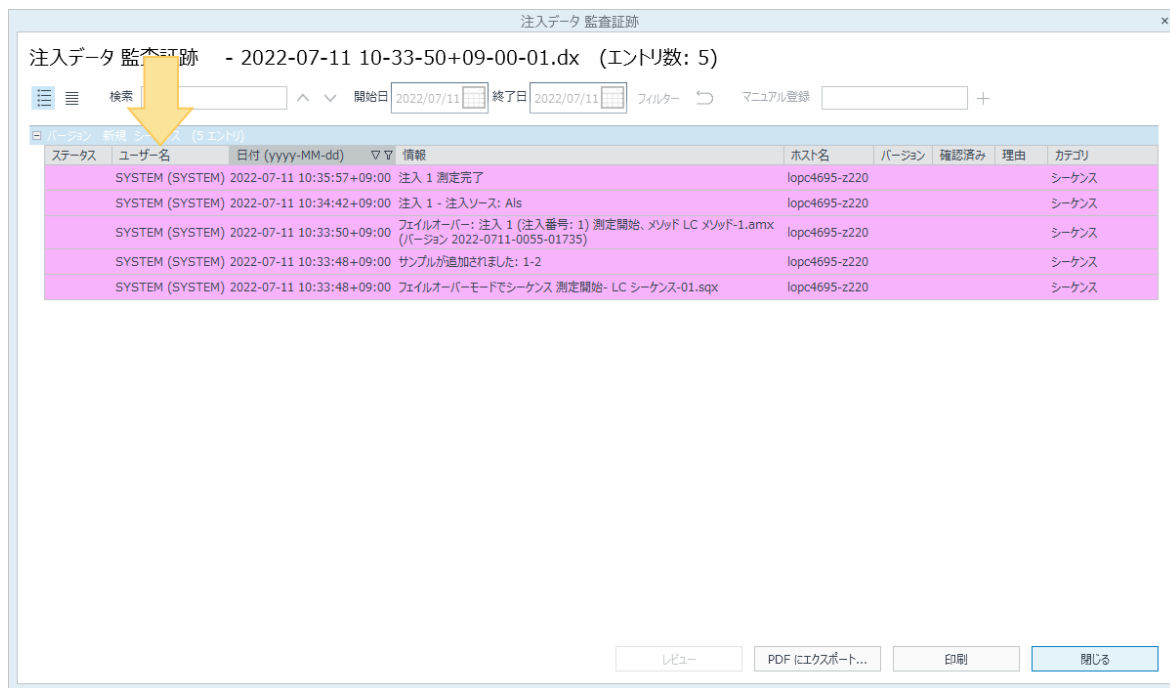 注入データ 監査証跡
×
注入データ 監査証跡 - 2022-07-11 10-33-50+09-00-01.dx (エントリ数: 5)
検索 開始日 2022/07/11 終了日 2022/07/11 フィルター マニュアル登録
バージョン 新規 シーケンス (5 エントリ)
ステータス ユーザー名 日付 (yyyy-MM-dd) 情報 ホスト名 バージョン 確認済み 理由 カテゴリ
SYSTEM (SYSTEM) 2022-07-11 10:35:57+09:00 注入 1 測定完了 lopc4695-z220 シーケンス
SYSTEM (SYSTEM) 2022-07-11 10:34:42+09:00 注入 1 - 注入ソース: Als lopc4695-z220 シーケンス
SYSTEM (SYSTEM) 2022-07-11 10:33:50+09:00 フェイルオーバー: 注入 1 (注入番号: 1) 測定開始、メソッド LC メソッド-1.amx lopc4695-z220 シーケンス
(バージョン 2022-0711-0055-01735)
SYSTEM (SYSTEM) 2022-07-11 10:33:48+09:00 サンプルが追加されました: 1-2 lopc4695-z220 シーケンス
SYSTEM (SYSTEM) 2022-07-11 10:33:48+09:00 フェイルオーバーモードでシーケンス 測定開始- LC シーケンス-01.sqx lopc4695-z220 シーケンス
レビュー PDF にエクスポート... 印刷 閉じる